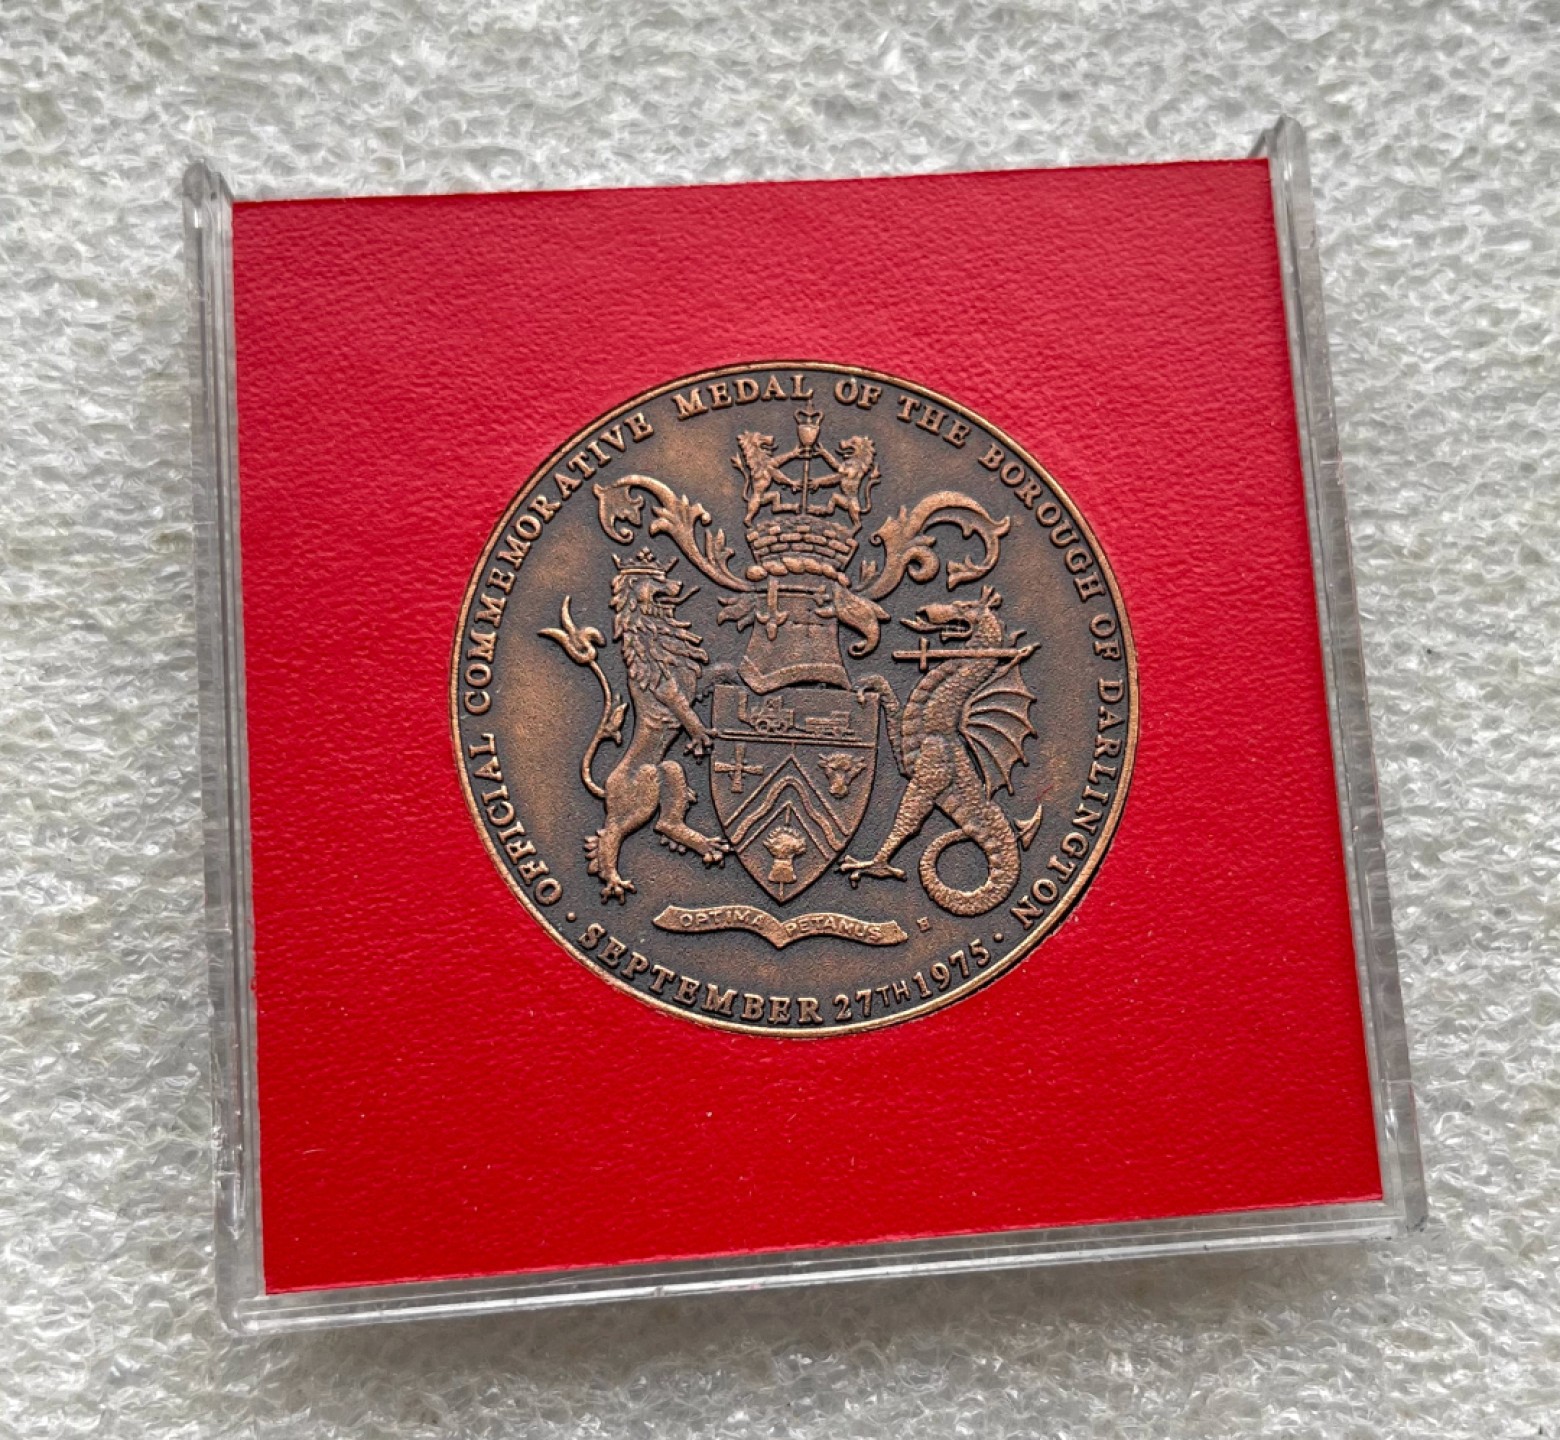 OFFICIAL COMMEMORATIVE MEDAL OF THE BOROUGH OF DARLINGTON
· SEPTEMBER 27TH 1975 ·
OPTIMA PETAMUS
B